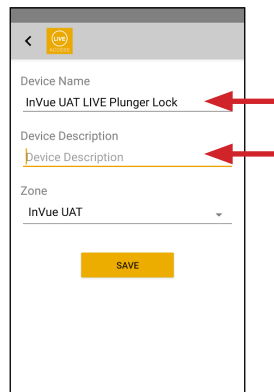 LIVE
ACCESS
Device Name
InVue UAT LIVE Plunger Lock
Device Description
Device Description
Zone
InVue UAT
SAVE